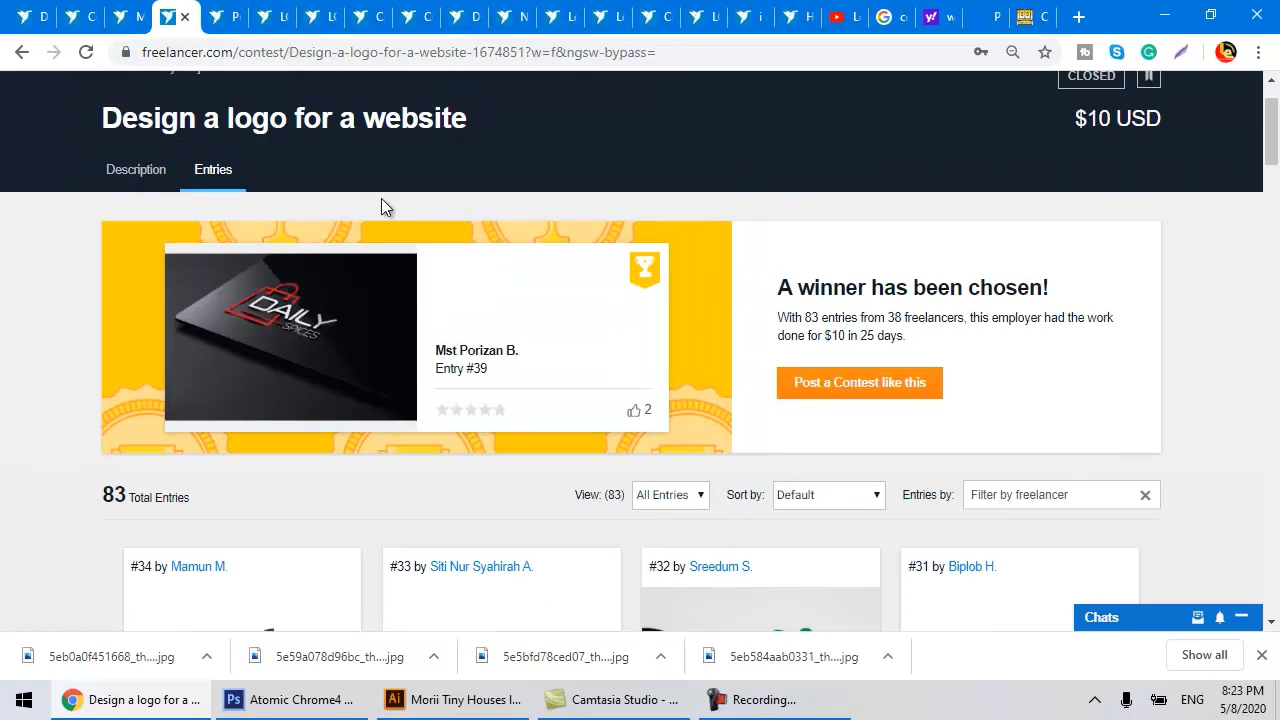 D
C
M
P
L
L
C
C
D
N
L
L
C
L
i
H
L
c
w
P
C
freelancer.com/contest/Design-a-logo-for-a-website-1674851?w=f&ngsw-bypass=
CLOSED
Design a logo for a website
$10 USD
Description
Entries
DAILY
SPICES
Mst Porizan B.
Entry #39
2
A winner has been chosen!
With 83 entries from 38 freelancers, this employer had the work
done for $10 in 25 days.
Post a Contest like this
83 Total Entries
View: (83)
All Entries
Sort by:
Default
Entries by:
Filter by freelancer
#34 by Mamun M.
#33 by Siti Nur Syahirah A.
#32 by Sreedum S.
#31 by Biplob H.
Chats
5eb0a0f451668_th....jpg
5e59a078d96bc_th....jpg
5e5bfd78ced07_th....jpg
5eb584aab0331_th....jpg
Show all
Design a logo for a ...
Ps
Atomic Chrome4 ...
Ai
Morii Tiny Houses l...
Camtasia Studio - ...
Recording...
ENG
8:23 PM
5/8/2020